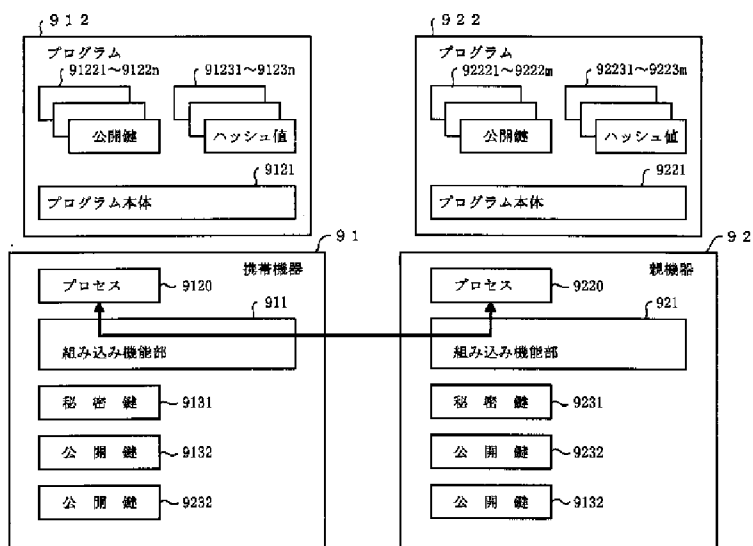 ９１２
プログラム
91221～9122n
91231～9123n
公開鍵
ハッシュ値
9121
プログラム本体
９２２
プログラム
92221～9222m
92231～9223m
公開鍵
ハッシュ値
9221
プログラム本体
９１
携帯機器
プロセス
9120
911
組み込み機能部
秘 密 鍵
9131
公 開 鍵
9132
公 開 鍵
9232
９２
親機器
プロセス
9220
921
組み込み機能部
秘 密 鍵
9231
公 開 鍵
9232
公 開 鍵
9132